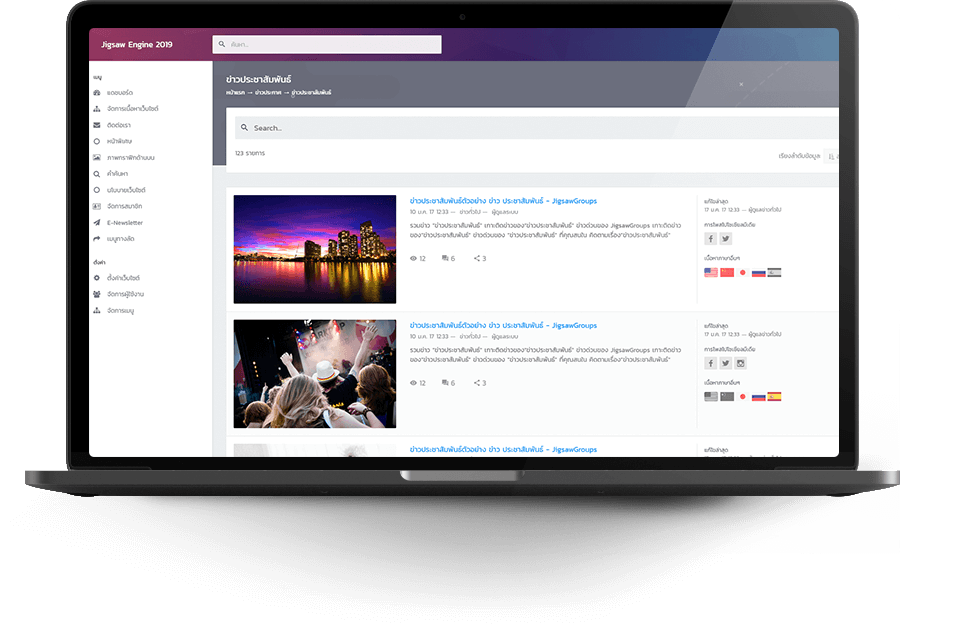 Jigsaw Engine 2019
ค้นหา...
เมนู
แดชบอร์ด
จัดการเนื้อหาเว็บไซต์
ติดต่อเรา
หน้าพิเศษ
ภาพกราฟิกด้านบน
คำค้นหา
นโยบายเว็บไซต์
จัดการสมาชิก
E-Newsletter
เมนูทางลัด
ตั้งค่า
ตั้งค่าเว็บไซต์
จัดการผู้ใช้งาน
จัดการเมนู
ข่าวประชาสัมพันธ์
หน้าแรก → ข่าวประกาศ → ข่าวประชาสัมพันธ์
Search...
123 รายการ
เรียงลำดับข้อมูล
ข่าวประชาสัมพันธ์ตัวอย่าง ข่าว ประชาสัมพันธ์ - JigsawGroups
10 ม.ค. 17 12:33 — ข่าวทั่วไป — ผู้ดูแลระบบ
รวมข่าว "ข่าวประชาสัมพันธ์" เกาะติดข่าวของ"ข่าวประชาสัมพันธ์" ข่าวด่วนของ JigsawGroups เกาะติดข่าว
ของ"ข่าวประชาสัมพันธ์" ข่าวด่วนของ "ข่าวประชาสัมพันธ์" ที่คุณสนใจ ติดตามเรื่อง"ข่าวประชาสัมพันธ์"
12 6 3
แก้ไขล่าสุด
17 ม.ค. 17 12:33 — ผู้ดูแลข่าวทั่วไป
การโพสต์ไปโซเชียลมีเดีย
เนื้อหาภาษาอื่นๆ
ข่าวประชาสัมพันธ์ตัวอย่าง ข่าว ประชาสัมพันธ์ - JigsawGroups
10 ม.ค. 17 12:33 — ข่าวทั่วไป — ผู้ดูแลระบบ
รวมข่าว "ข่าวประชาสัมพันธ์" เกาะติดข่าวของ"ข่าวประชาสัมพันธ์" ข่าวด่วนของ JigsawGroups เกาะติดข่าว
ของ"ข่าวประชาสัมพันธ์" ข่าวด่วนของ "ข่าวประชาสัมพันธ์" ที่คุณสนใจ ติดตามเรื่อง"ข่าวประชาสัมพันธ์"
12 6 3
แก้ไขล่าสุด
17 ม.ค. 17 12:33 — ผู้ดูแลข่าวทั่วไป
การโพสต์ไปโซเชียลมีเดีย
เนื้อหาภาษาอื่นๆ
ข่าวประชาสัมพันธ์ตัวอย่าง ข่าว ประชาสัมพันธ์ - JigsawGroups
แก้ไขล่าสุด